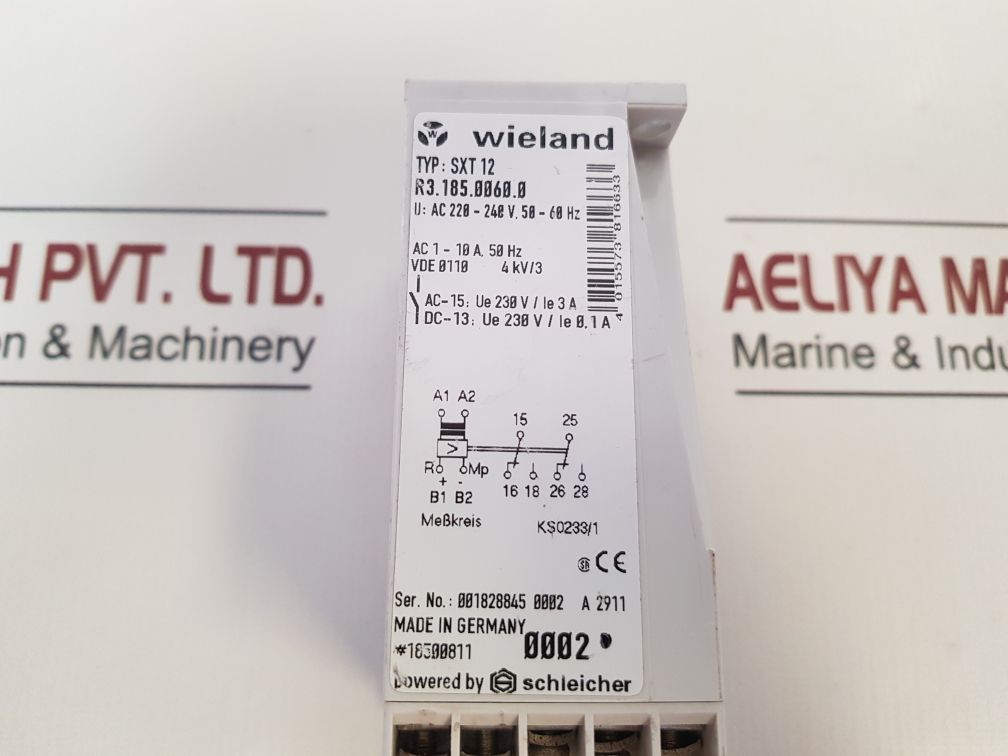 wieland
TYP: SXT 12
R3.185.0060.0
U: AC 220 - 240 V, 50 - 60 Hz
AC 1 - 10 A, 50 Hz
VDE 0110 4 kV/3
AC-15: Ue 230 V / Ie 3 A
DC-13: Ue 230 V / Ie 0,1 A
4 015573 816633
A1 A2
15 25
>
R Mp
+ -
16 18 26 28
B1 B2
Meßkreis
KS0233/1
CE
Ser. No.: 001828845 0002 A 2911
MADE IN GERMANY
0002
powered by schleicher
H PVT. LTD.
on & Machinery
AELIYA MA
Marine & Indu